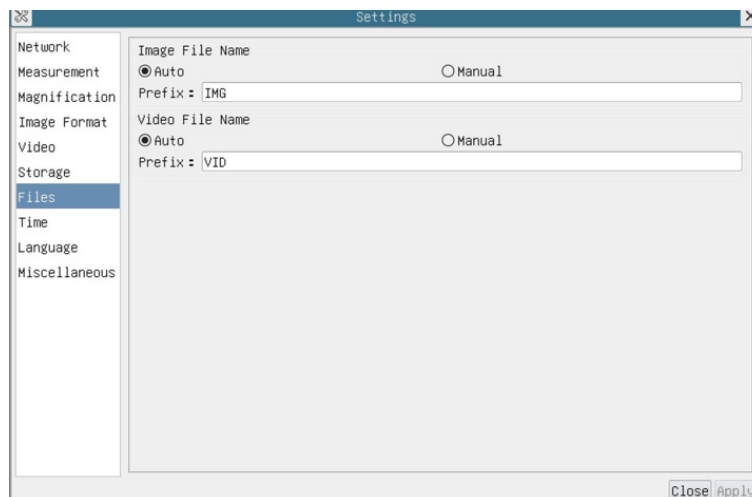 Settings
Network
Measurement
Magnification
Image Format
Video
Storage
Files
Time
Language
Miscellaneous
Image File Name
Auto Manual
Prefix: IMG
Video File Name
Auto Manual
Prefix: VID
Close Apply